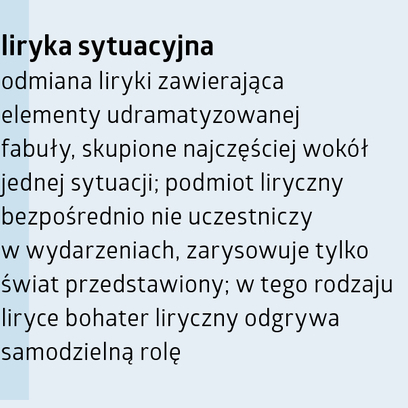 liryka sytuacyjna
odmiana liryki zawierająca
elementy udramatyzowanej
fabuły, skupione najczęściej wokół
jednej sytuacji; podmiot liryczny
bezpośrednio nie uczestniczy
w wydarzeniach, zarysowuje tylko
świat przedstawiony; w tego rodzaju
liryce bohater liryczny odgrywa
samodzielną rolę